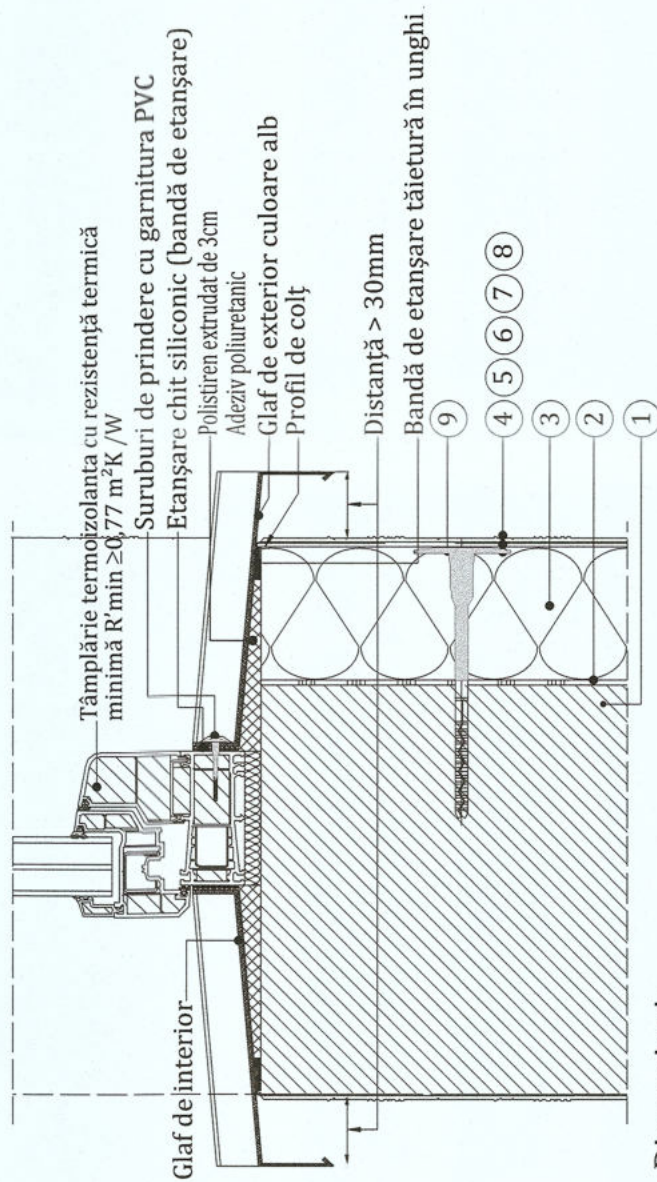 Tâmplărie termoizolanta cu rezistență termică
minimă R'min ≥0,77 m²K /W
Suruburi de prindere cu garnitura PVC
Etanșare chit siliconic (bandă de etanșare)
Polistiren extrudat de 3cm
Adeziv poliuretanic
Glaf de exterior culoare alb
Profil de colț
Glaf de interior
Distanță > 30mm
Bandă de etanșare tăietură în unghi
9
4 5 6 7 8
3
2
1